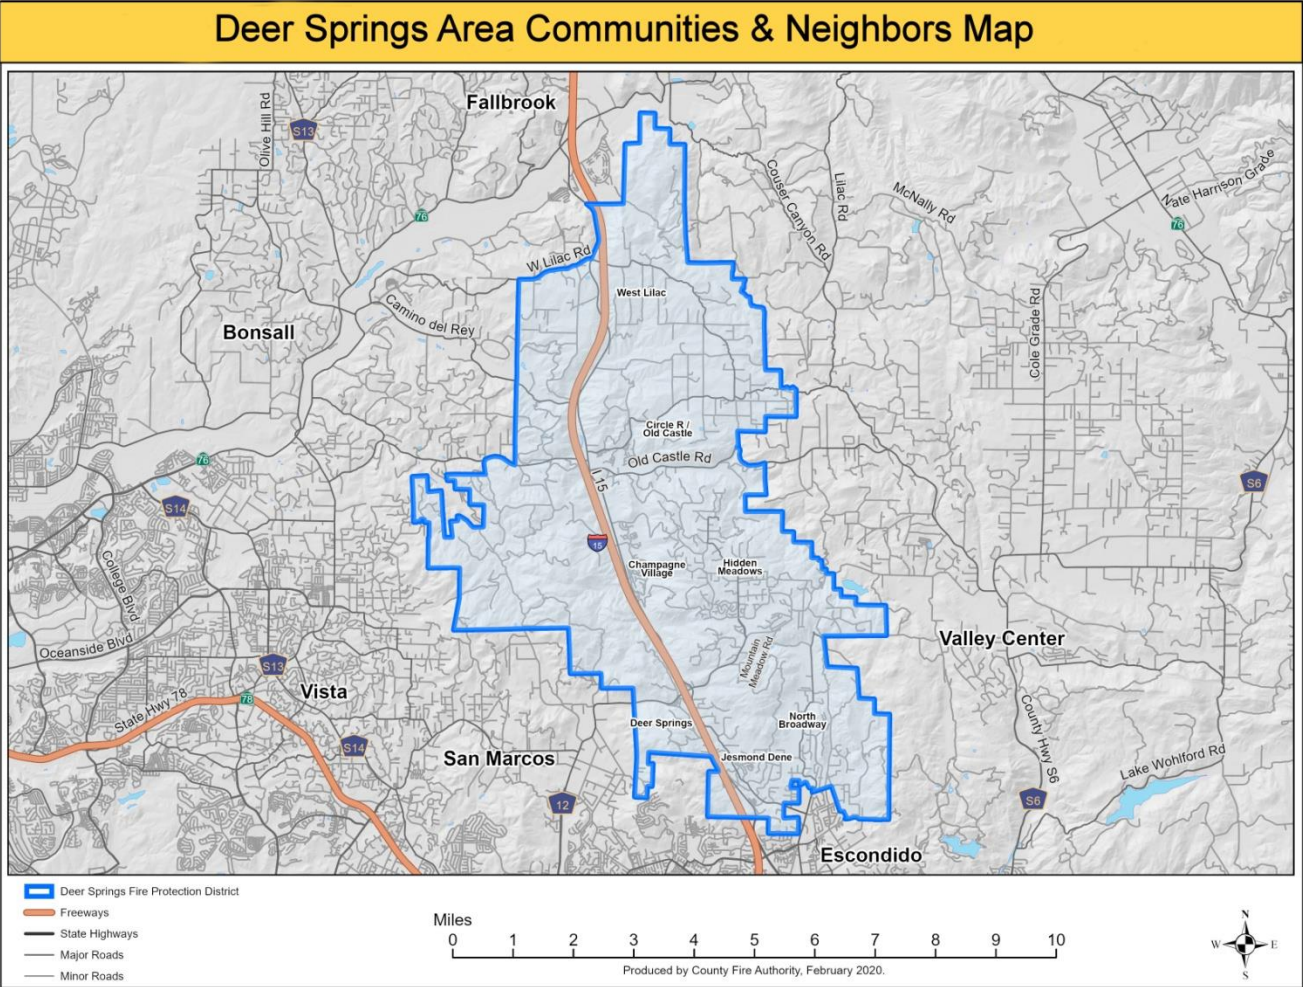 Deer Springs Area Communities & Neighbors Map
Fallbrook
Olive Hill Rd
S13
76
Couser Canyon Rd
Lilac Rd
McNally Rd
Nate Harrison Grade
76
W Lilac Rd
West Lilac
Camino del Rey
Bonsall
Cole Grade Rd
Circle R /
Old Castle
Old Castle Rd
76
I 15
S14
S6
15
Champagne
Village
Hidden
Meadows
College Blvd
Oceanside Blvd
Valley Center
Mountain
Meadow Rd
S13
Vista
State Hwy 78
78
Deer Springs
North
Broadway
County Hwy S6
S14
San Marcos
Jesmond Dene
Lake Wohlford Rd
12
S6
Escondido
Deer Springs Fire Protection District
Freeways
State Highways
Major Roads
Minor Roads
Miles
0 1 2 3 4 5 6 7 8 9 10
Produced by County Fire Authority, February 2020.
N
W E
S